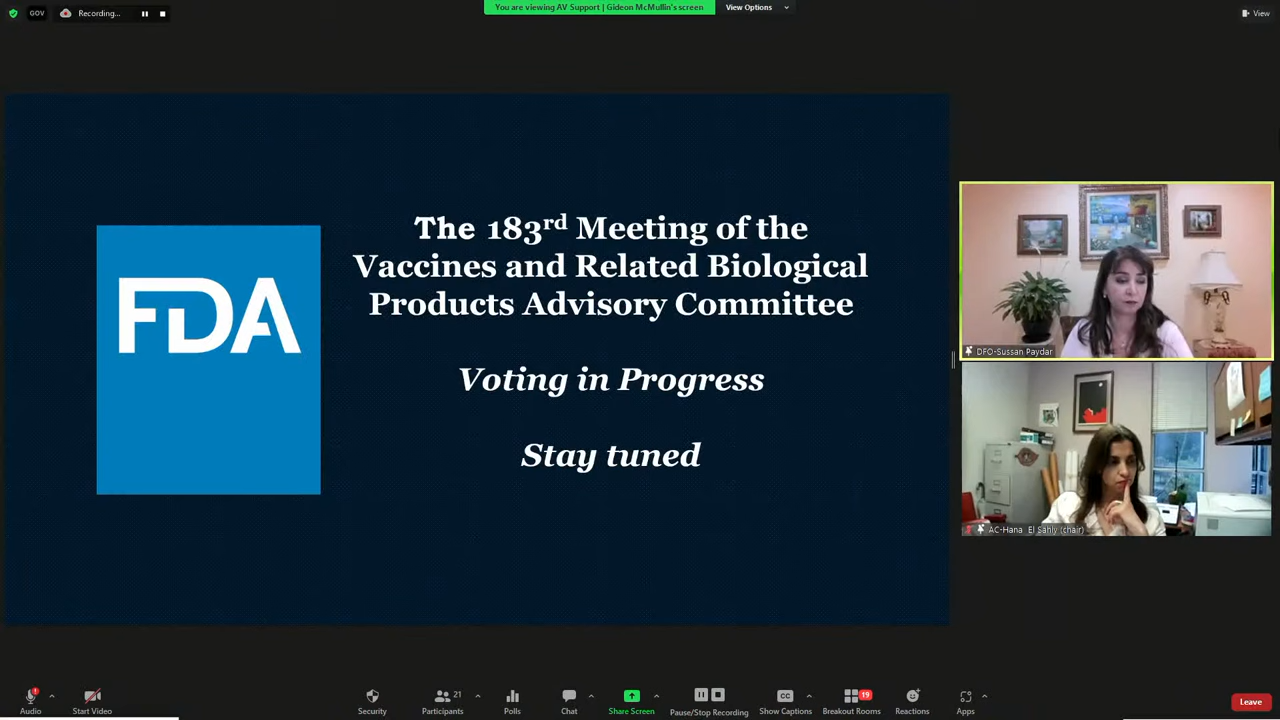 GOV
Recording...
You are viewing AV Support | Gideon McMullin's screen
View Options
View
FDA
The 183rd Meeting of the
Vaccines and Related Biological
Products Advisory Committee
Voting in Progress
Stay tuned
DFO-Sussan Paydar
AC-Hana El Sahly (chair)
Audio
Start Video
Security
Participants
21
Polls
Chat
Share Screen
Pause/Stop Recording
CC
Show Captions
19
Breakout Rooms
Reactions
Apps
Leave